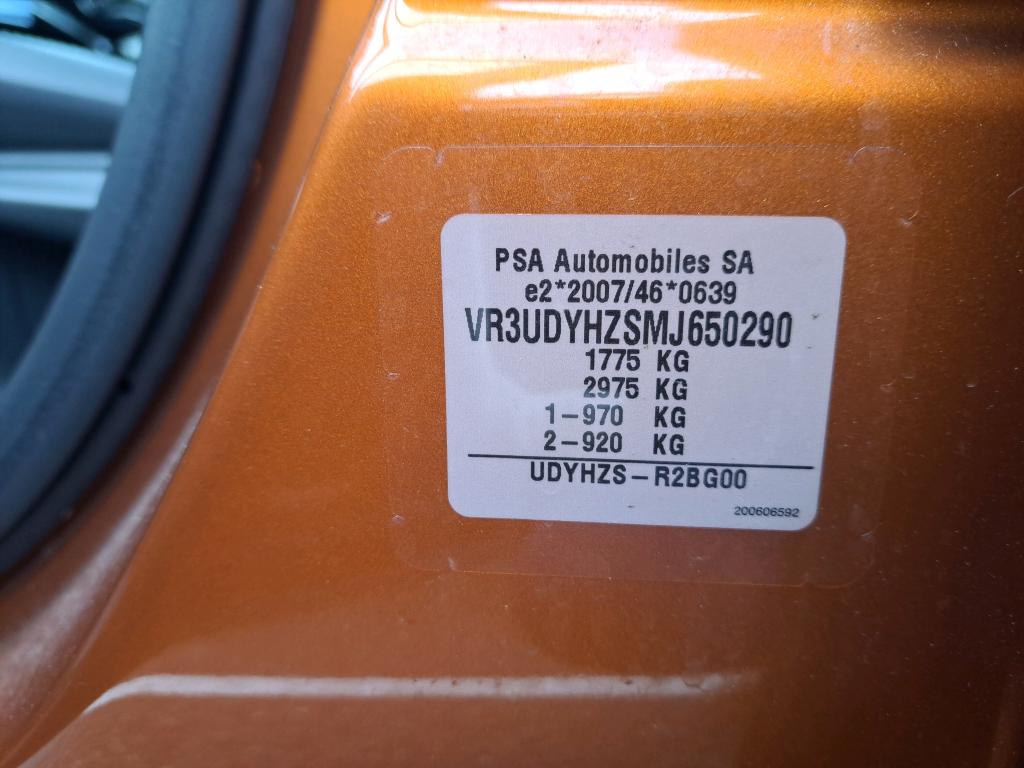 PSA Automobiles SA
e2*2007/46*0639
VR3UDYHZSMJ650290
1775 KG
2975 KG
1-970 KG
2-920 KG
UDYHZS-R2BG00
200606592